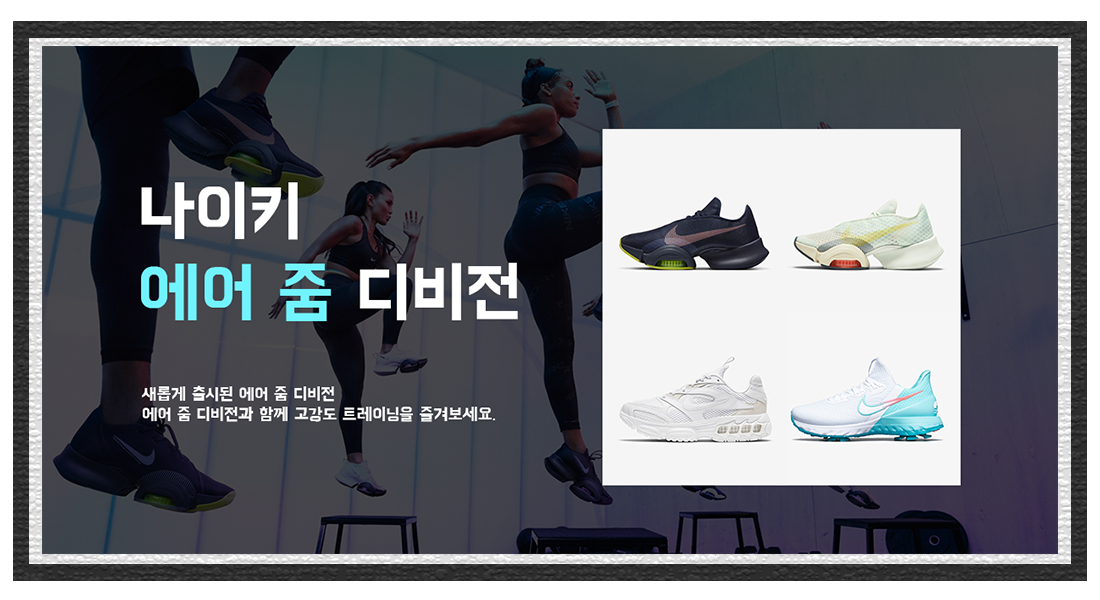 나이키
에어 줌 디비전
새롭게 출시된 에어 줌 디비전
에어 줌 디비전과 함께 고강도 트레이닝을 즐겨보세요.